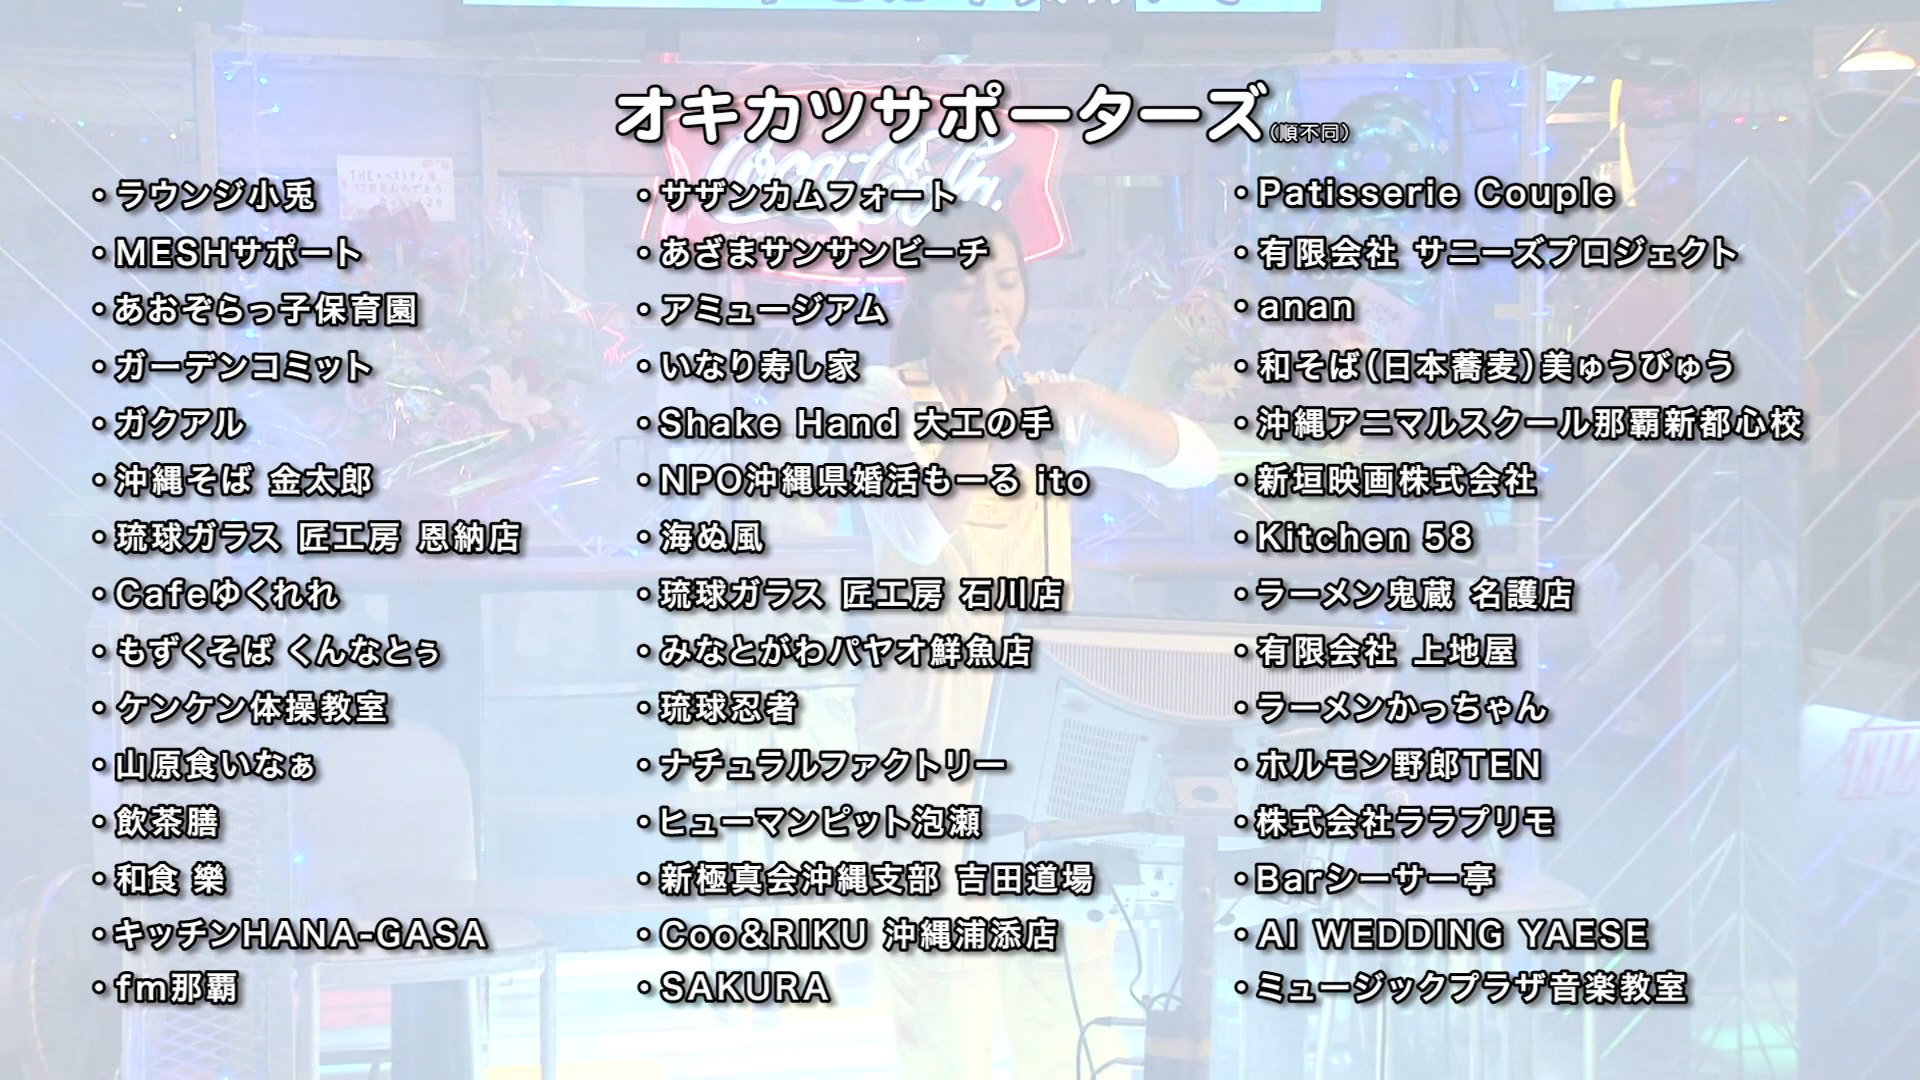 オキカツサポーターズ（順不同）
・ラウンジ小兎
・MESHサポート
・あおぞらっ子保育園
・ガーデンコミット
・ガクアル
・沖縄そば 金太郎
・琉球ガラス 匠工房 恩納店
・Cafeゆくれれ
・もずくそば くんなとぅ
・ケンケン体操教室
・山原食いなぁ
・飲茶膳
・和食 樂
・キッチンHANA-GASA
・fm那覇
・サザンカムフォート
・あざまサンサンビーチ
・アミュージアム
・いなり寿し家
・Shake Hand 大工の手
・NPO沖縄県婚活もーる ito
・海ぬ風
・琉球ガラス 匠工房 石川店
・みなとがわパヤオ鮮魚店
・琉球忍者
・ナチュラルファクトリー
・ヒューマンピット泡瀬
・新極真会沖縄支部 吉田道場
・Coo&RIKU 沖縄浦添店
・SAKURA
・Patisserie Couple
・有限会社 サニーズプロジェクト
・anan
・和そば（日本蕎麦）美ゅうびゅう
・沖縄アニマルスクール那覇新都心校
・新垣映画株式会社
・Kitchen 58
・ラーメン鬼蔵 名護店
・有限会社 上地屋
・ラーメンかっちゃん
・ホルモン野郎TEN
・株式会社ララプリモ
・Barシーサー亭
・AI WEDDING YAESE
・ミュージックプラザ音楽教室
Coca-Cola